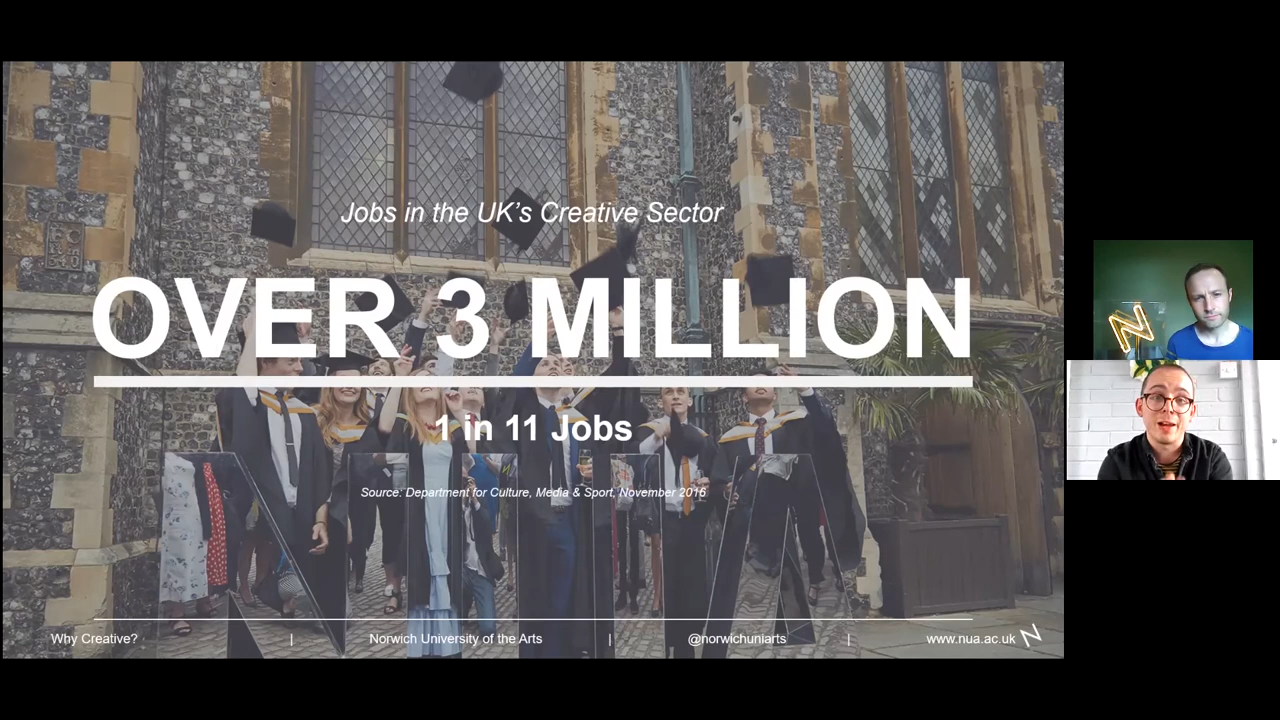 Jobs in the UK's Creative Sector
OVER 3 MILLION
1 in 11 Jobs
Source: Department for Culture, Media & Sport, November 2016
NUA
Why Creative? | Norwich University of the Arts | @norwichuniarts | www.nua.ac.uk N
N